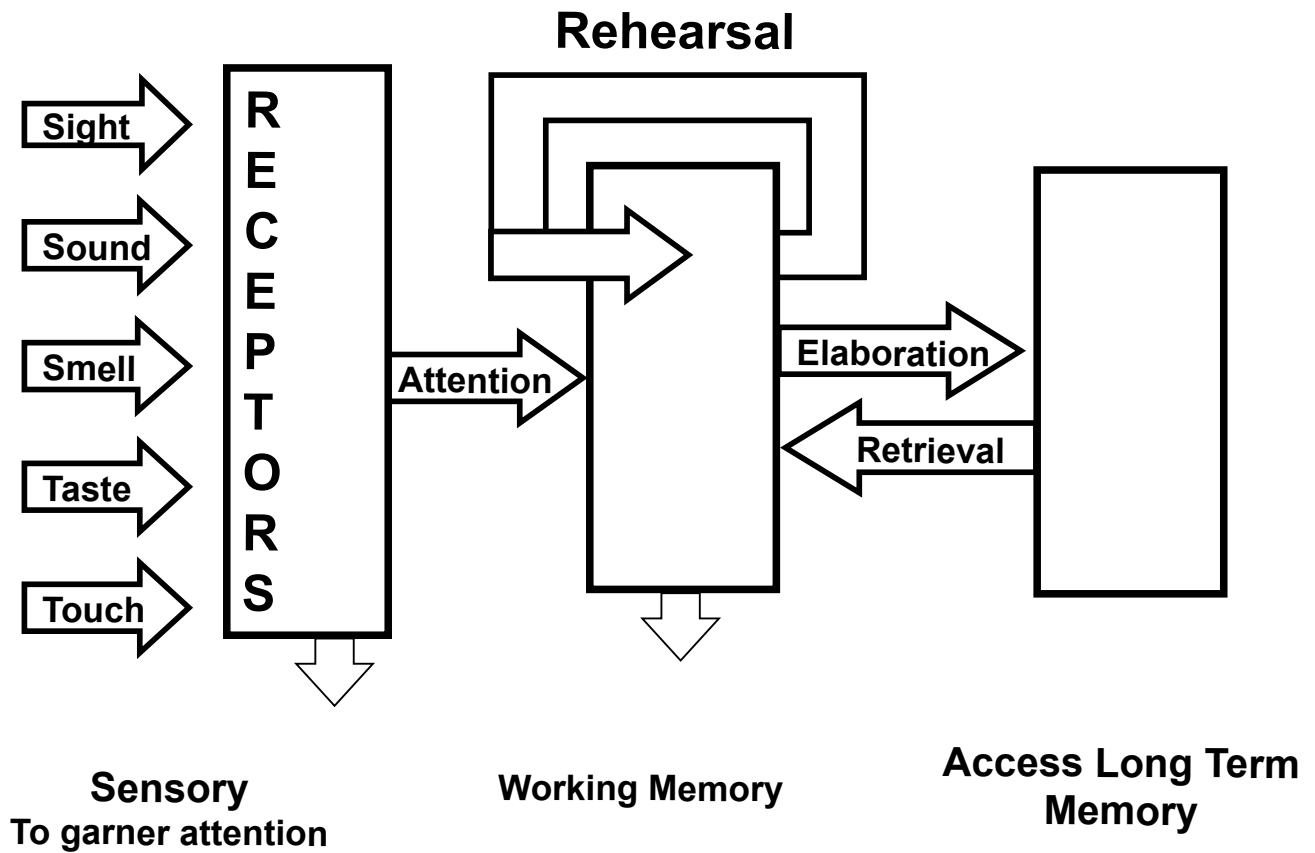 Rehearsal
Sight
Sound
Smell
Taste
Touch
RECEPTORS
Attention
Elaboration
Retrieval
Sensory
To garner attention
Working Memory
Access Long Term
Memory